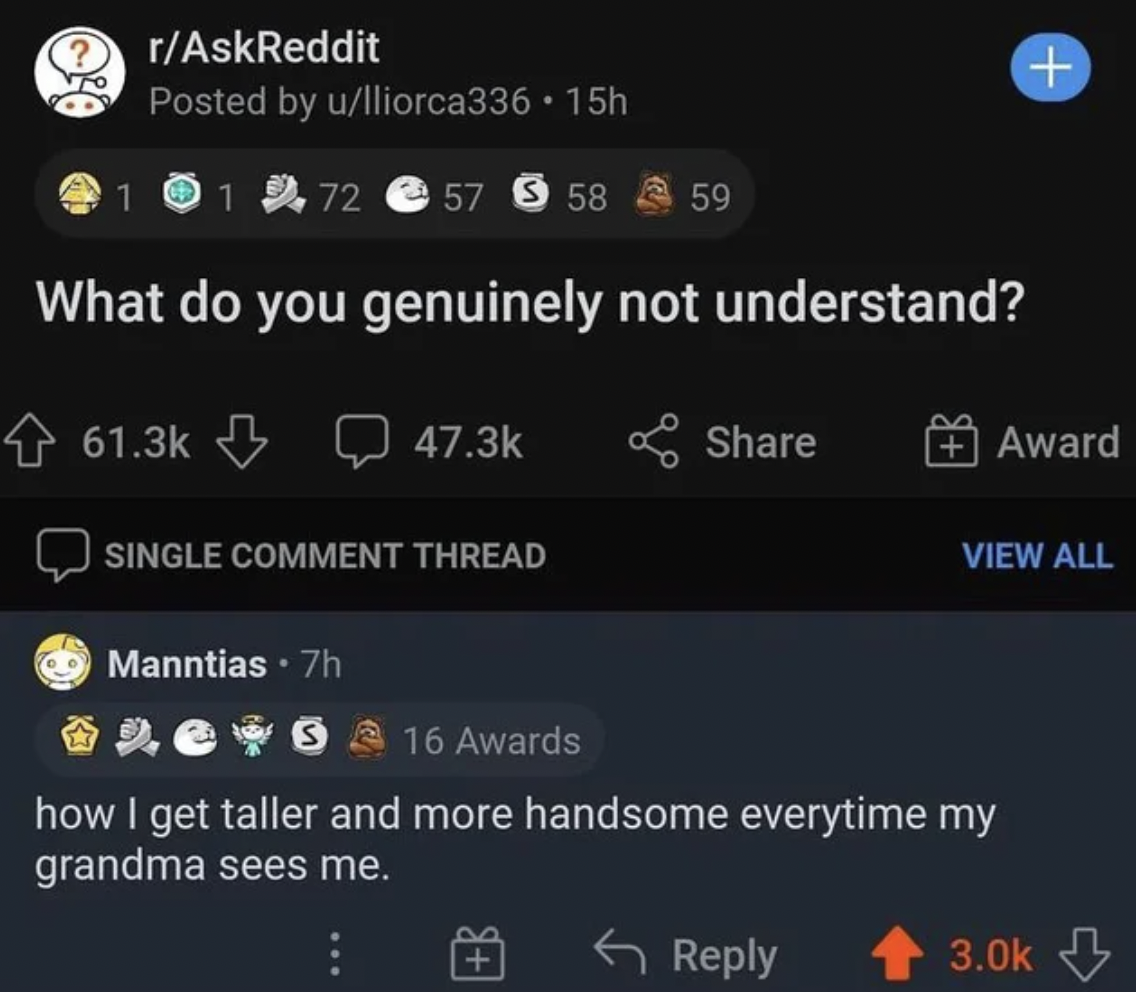 r/AskReddit
Posted by u/lliorca336 • 15h
1 1 72 57 S 58 59
What do you genuinely not understand?
61.3k 47.3k Share Award
SINGLE COMMENT THREAD VIEW ALL
Manntias • 7h
S 16 Awards
how I get taller and more handsome everytime my
grandma sees me.
Reply 3.0k